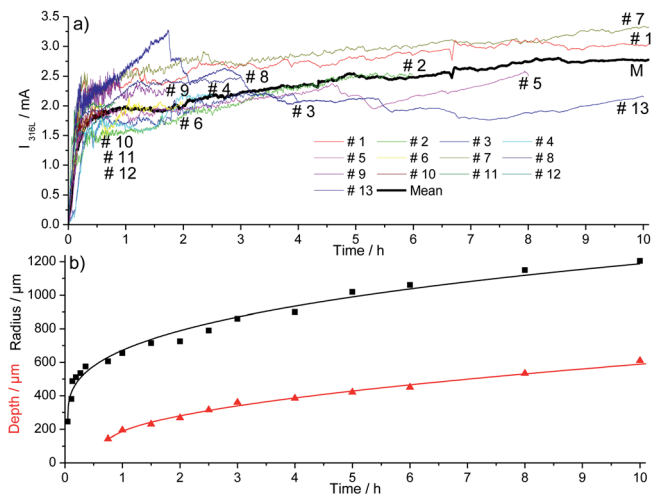 a)
# 7
# 1
# 2
M
# 8
# 9 # 4
# 5
# 3
# 13
# 6
# 10
# 11
# 12
I 316L / mA
3.5
3.0
2.5
2.0
1.5
1.0
0.5
0.0
# 1 # 2 # 3 # 4
# 5 # 6 # 7 # 8
# 9 # 10 # 11 # 12
# 13 Mean
0 1 2 3 4 5 6 7 8 9 10
Time / h
b)
Depth / µm Radius / µm
1200
1000
800
600
400
200
0
0 1 2 3 4 5 6 7 8 9 10
Time / h